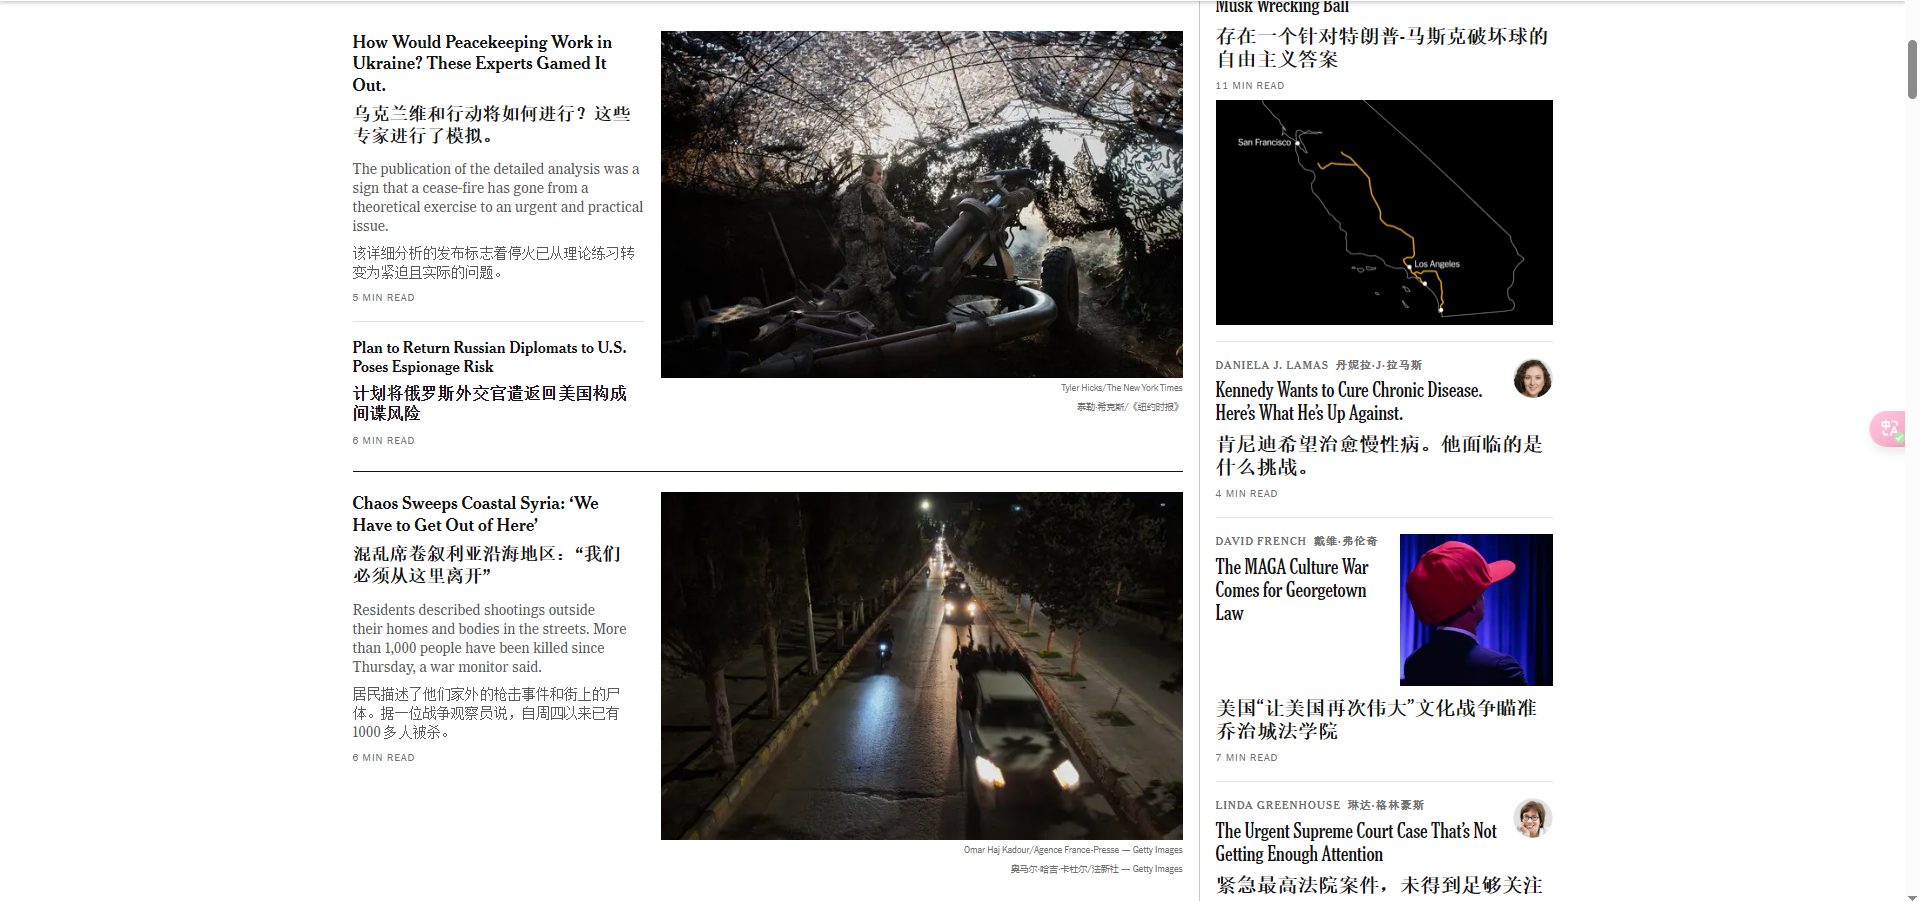 How Would Peacekeeping Work in
Ukraine? These Experts Gamed It
Out.
乌克兰维和行动将如何进行？这些
专家进行了模拟。
The publication of the detailed analysis was a
sign that a cease-fire has gone from a
theoretical exercise to an urgent and practical
issue.
该详细分析的发布标志着停火已从理论练习转
变为紧迫且实际的问题。
5 MIN READ
Plan to Return Russian Diplomats to U.S.
Poses Espionage Risk
计划将俄罗斯外交官遣返回美国构成
间谍风险
6 MIN READ
Tyler Hicks/The New York Times
泰勒·希克斯/《纽约时报》
Chaos Sweeps Coastal Syria: ‘We
Have to Get Out of Here’
混乱席卷叙利亚沿海地区：“我们
必须从这里离开”
Residents described shootings outside
their homes and bodies in the streets. More
than 1,000 people have been killed since
Thursday, a war monitor said.
居民描述了他们家外的枪击事件和街上的尸
体。据一位战争观察员说，自周四以来已有
1000 多人被杀。
6 MIN READ
Omar Haj Kadour/Agence France-Presse — Getty Images
奥马尔·哈吉·卡杜尔/法新社 — Getty Images
Musk Wrecking Ball
存在一个针对特朗普-马斯克破坏球的
自由主义答案
11 MIN READ
San Francisco
Los Angeles
DANIELA J. LAMAS 丹妮拉·J·拉马斯
Kennedy Wants to Cure Chronic Disease.
Here’s What He’s Up Against.
肯尼迪希望治愈慢性病。他面临的是
什么挑战。
4 MIN READ
DAVID FRENCH 戴维·弗伦奇
The MAGA Culture War
Comes for Georgetown
Law
美国“让美国再次伟大”文化战争瞄准
乔治城法学院
7 MIN READ
LINDA GREENHOUSE 琳达·格林豪斯
The Urgent Supreme Court Case That’s Not
Getting Enough Attention
紧急最高法院案件，未得到足够关注